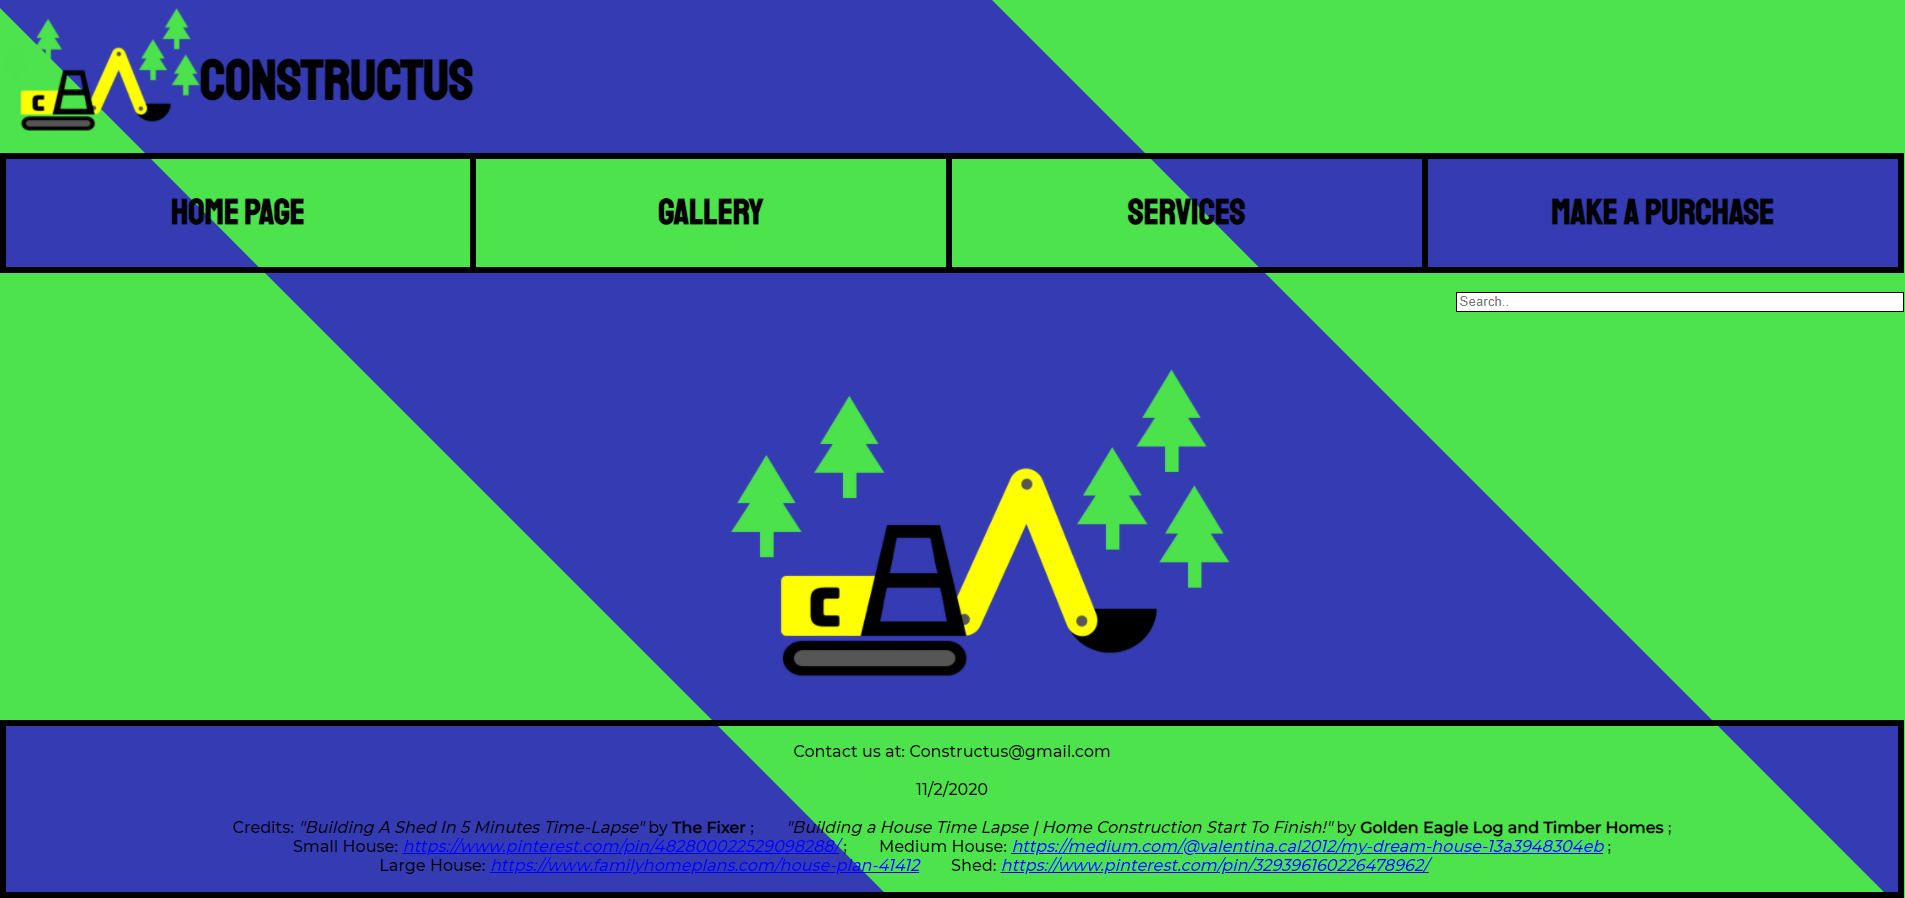 C CONSTRUCTUS
HOME PAGE GALLERY SERVICES MAKE A PURCHASE
Search..
C
Contact us at: Constructus@gmail.com
11/2/2020
Credits: "Building A Shed In 5 Minutes Time-Lapse" by The Fixer ; "Building a House Time Lapse | Home Construction Start To Finish!" by Golden Eagle Log and Timber Homes ;
Small House: https://www.pinterest.com/pin/482800022529098288/ ; Medium House: https://medium.com/@valentina.cal2012/my-dream-house-13a3948304eb ;
Large House: https://www.familyhomeplans.com/house-plan-41412 Shed: https://www.pinterest.com/pin/329396160226478962/